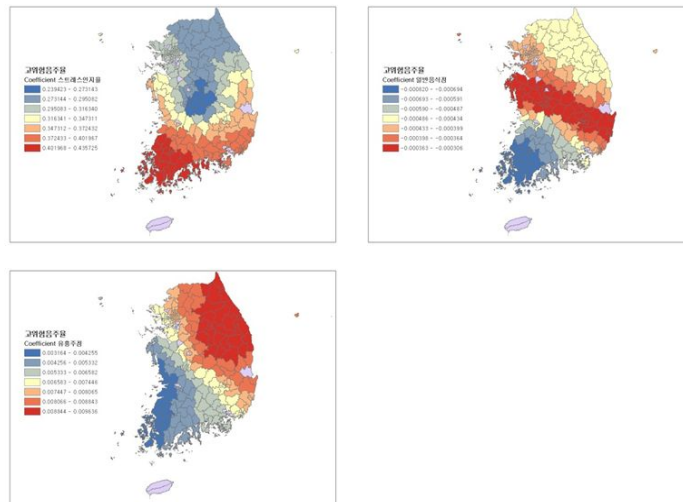 고위험음주율
Coefficient 스트레스인지율
0.239423 - 0.273143
0.273144 - 0.295082
0.295083 - 0.316340
0.316341 - 0.347311
0.347312 - 0.372432
0.372433 - 0.401967
0.401968 - 0.435725
고위험음주율
Coefficient 일반음식점
-0.000820 - -0.000694
-0.000693 - -0.000591
-0.000590 - -0.000487
-0.000486 - -0.000434
-0.000433 - -0.000399
-0.000398 - -0.000364
-0.000363 - -0.000306
고위험음주율
Coefficient 유흥주점
0.003184 - 0.004255
0.004256 - 0.005332
0.005333 - 0.006582
0.006583 - 0.007446
0.007447 - 0.008065
0.008066 - 0.008843
0.008844 - 0.009636